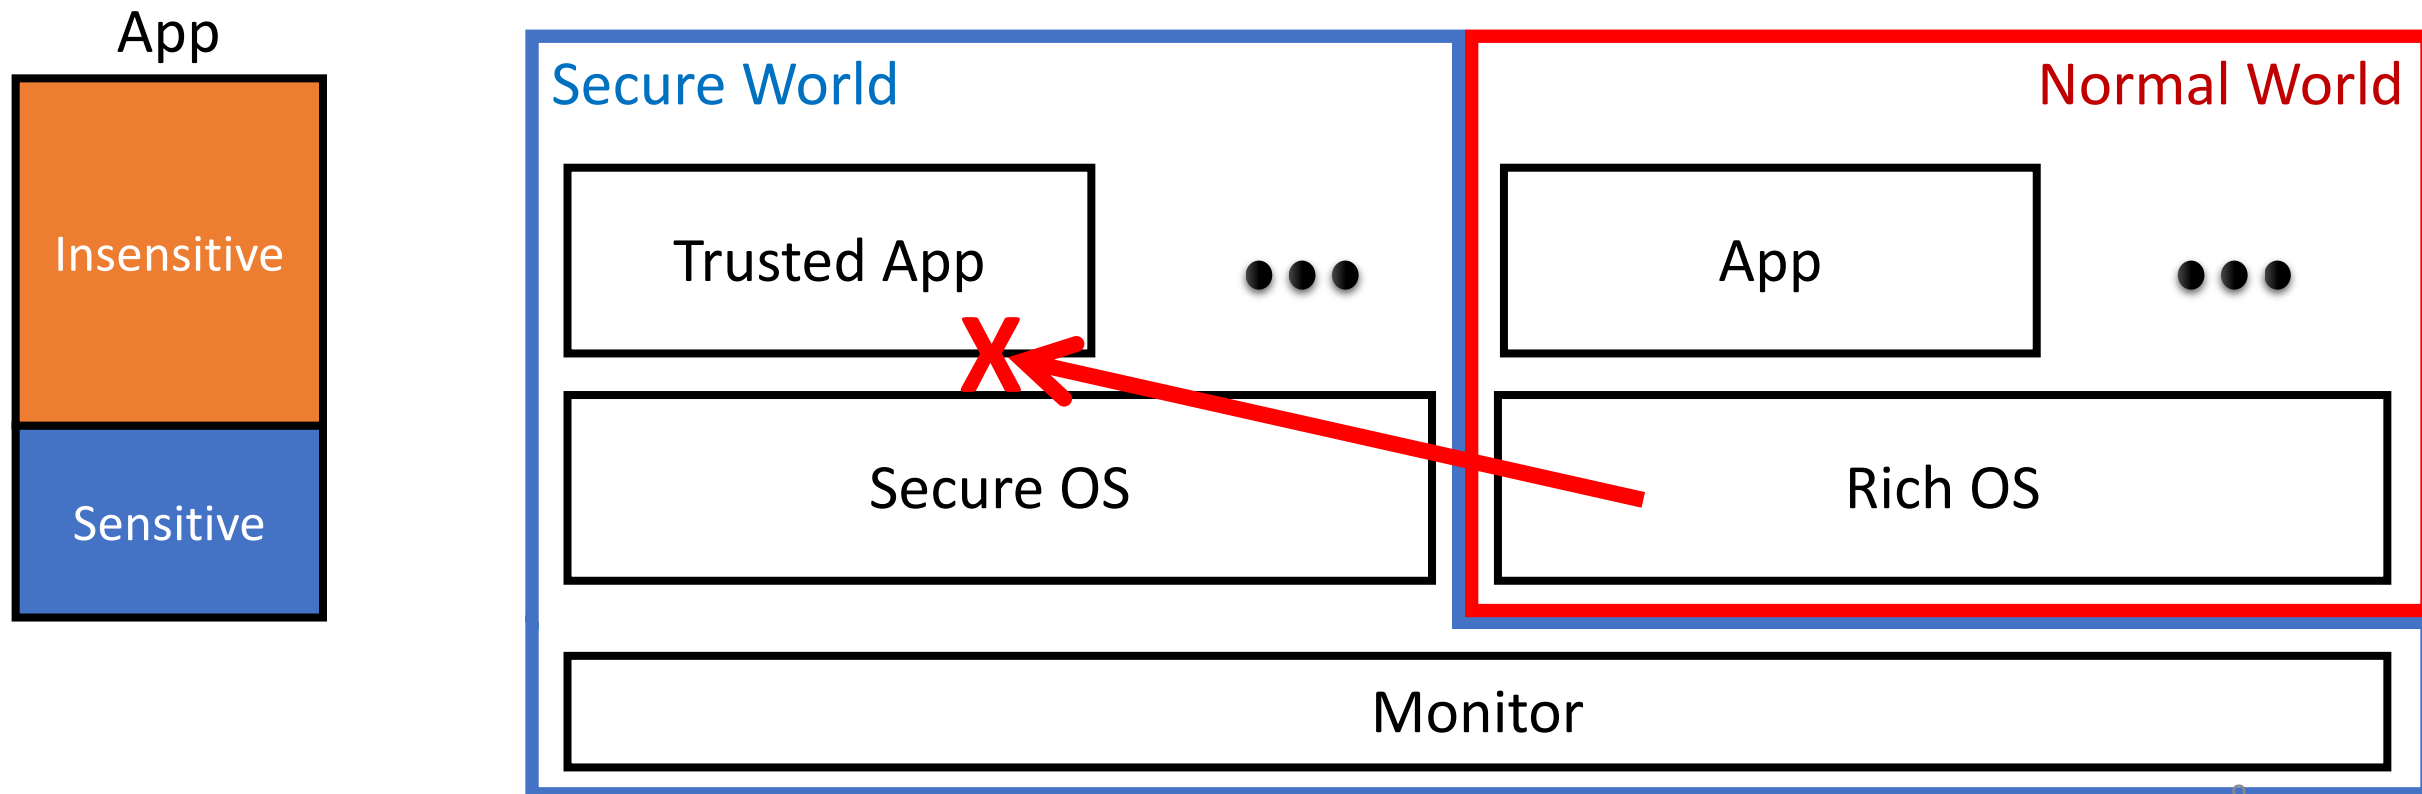 App
Insensitive
Sensitive
Secure World
Normal World
Trusted App
App
Secure OS
Rich OS
Monitor